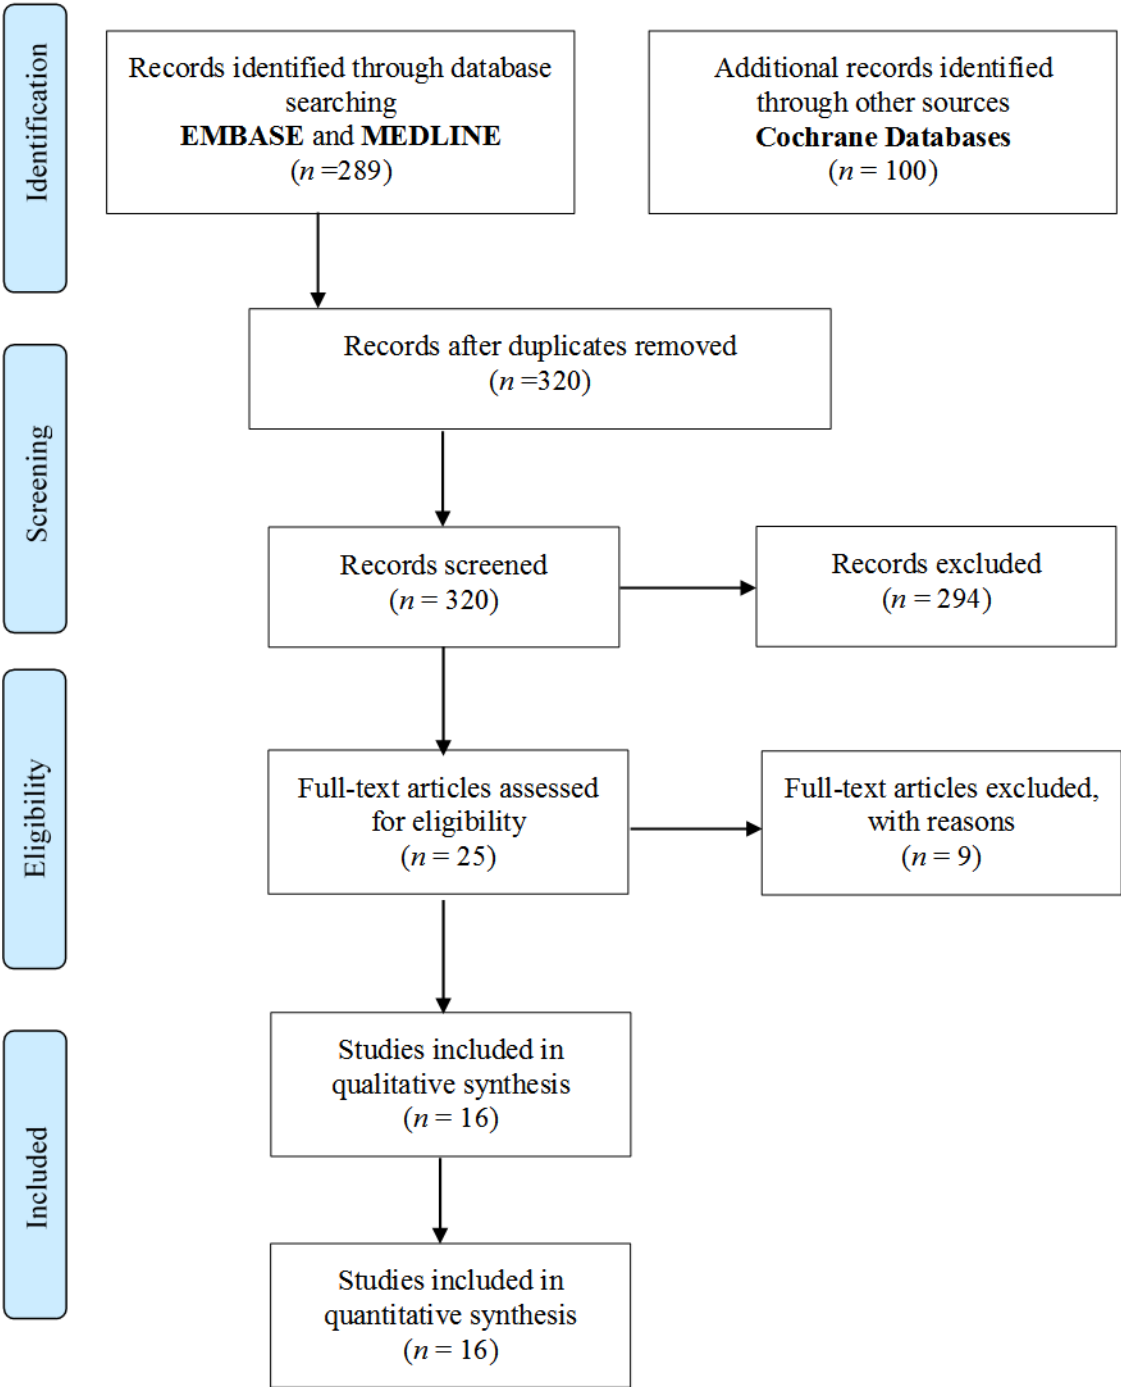 Identification
Records identified through database
searching
EMBASE and MEDLINE
(n =289)
Additional records identified
through other sources
Cochrane Databases
(n = 100)
Records after duplicates removed
(n =320)
Screening
Records screened
(n = 320)
Records excluded
(n = 294)
Eligibility
Full-text articles assessed
for eligibility
(n = 25)
Full-text articles excluded,
with reasons
(n = 9)
Included
Studies included in
qualitative synthesis
(n = 16)
Studies included in
quantitative synthesis
(n = 16)